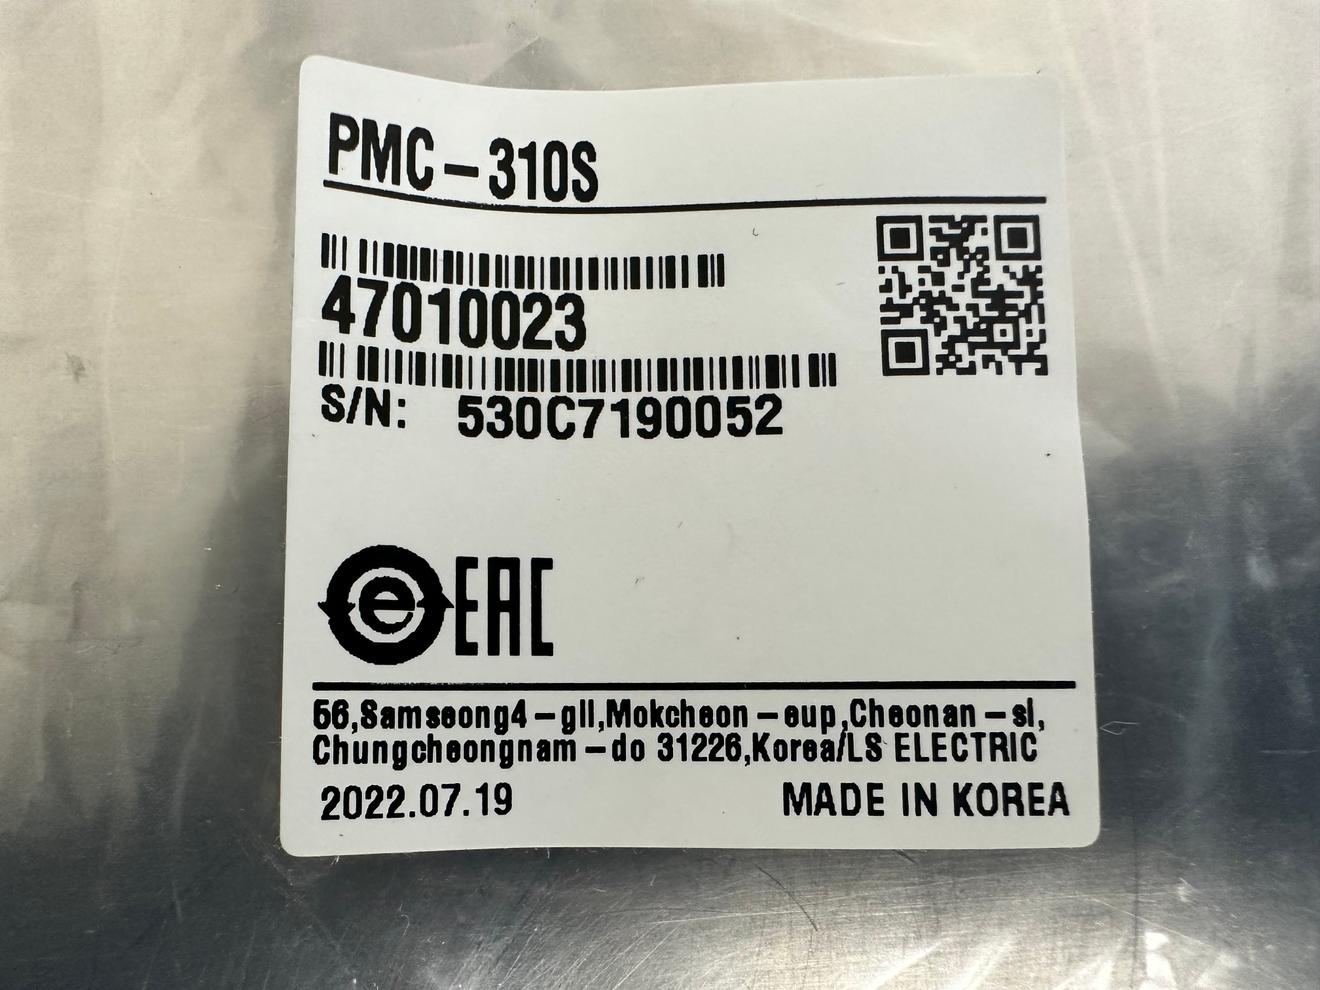 PMC-310S
47010023
S/N: 530C7190052
e EAC
56,Samseong4-gil,Mokcheon-eup,Cheonan-si,
Chungcheongnam-do 31226,Korea/LS ELECTRIC
2022.07.19 MADE IN KOREA